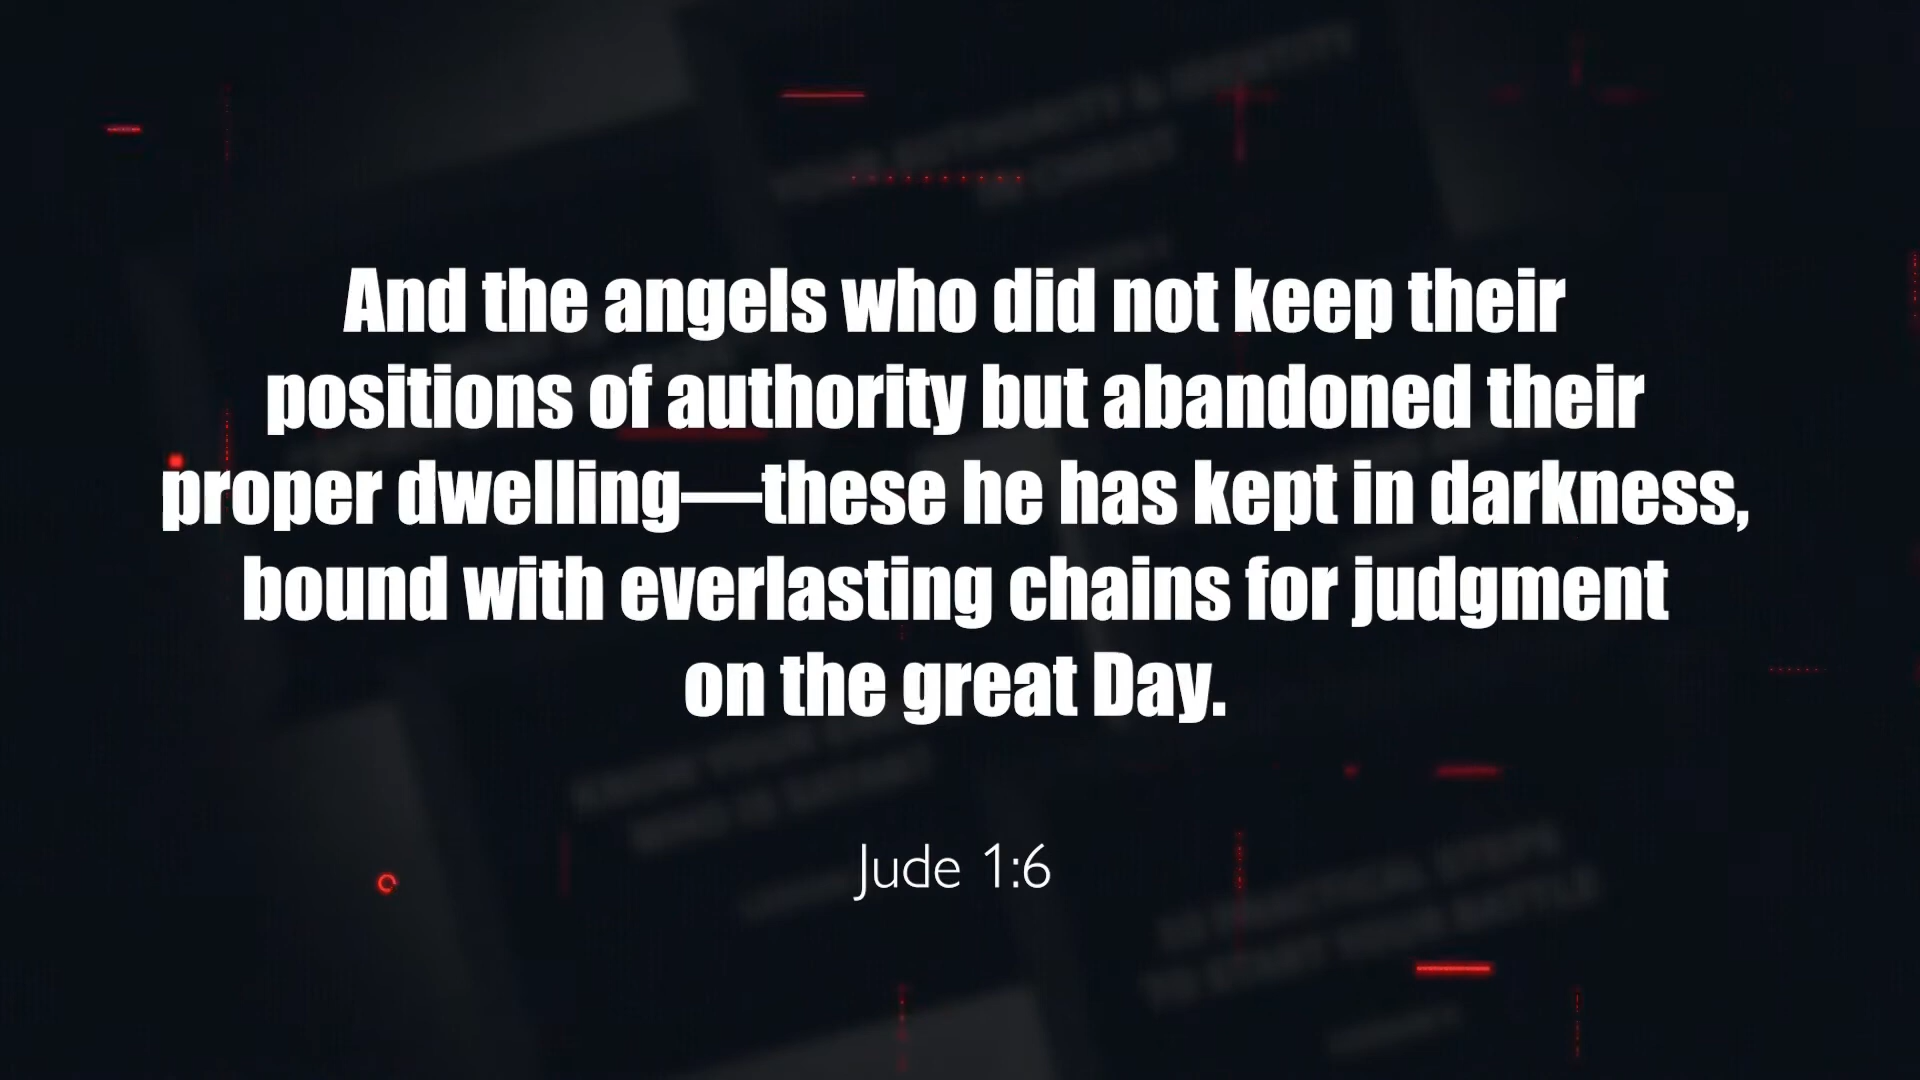 And the angels who did not keep their
positions of authority but abandoned their
proper dwelling—these he has kept in darkness,
bound with everlasting chains for judgment
on the great Day.
Jude 1:6